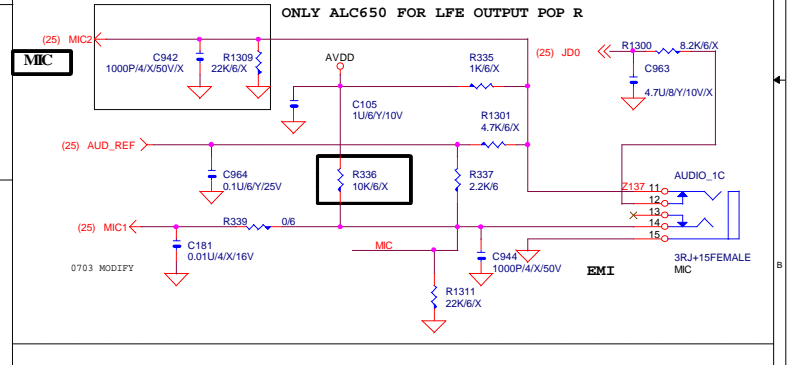 ONLY ALC650 FOR LFE OUTPUT POP R
(25) MIC2
MIC
C942
1000P/4/X/50V/X
R1309
22K/6/X
AVDD
R335
1K/6/X
(25) JD0
R1300
8.2K/6/X
C963
4.7U/8/Y/10V/X
C105
1U/6/Y/10V
R1301
4.7K/6/X
(25) AUD_REF
C964
0.1U/6/Y/25V
R336
10K/6/X
R337
2.2K/6
AUDIO_1C
Z137
11
12
13
14
15
(25) MIC1
R339
0/6
C181
0.01U/4/X/16V
MIC
C944
1000P/4/X/50V
EMI
3RJ+15FEMALE
MIC
B
0703 MODIFY
R1311
22K/6/X